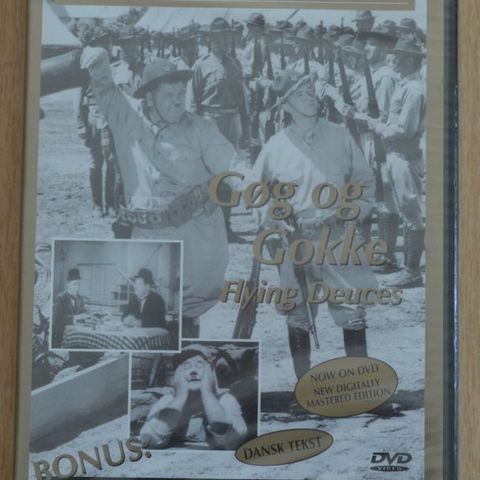 Gøg og
Gokke
Flying Deuces
NOW ON DVD
NEW DIGITALLY
MASTERED EDITION
BONUS:
DANSK TEKST
DVD
VIDEO